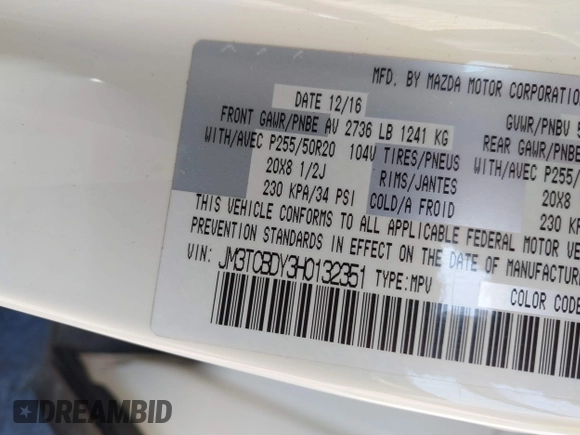 MFD. BY MAZDA MOTOR CORPORATION
DATE 12/16
FRONT GAWR/PNBE AV 2736 LB 1241 KG
GVWR/PNBV
WITH/AVEC P255/50R20 104V TIRES/PNEUS
REAR GAWR/PNBE
WITH/AVEC P255/
20X8 1/2J RIMS/JANTES
20X8
230 KPA/34 PSI COLD/A FROID
230 KP
THIS VEHICLE CONFORMS TO ALL APPLICABLE FEDERAL MOTOR VE
PREVENTION STANDARDS IN EFFECT ON THE DATE OF MANUFACTURE
VIN: JM3TCBDY3H0132351 TYPE:MPV
COLOR CODE
DREAMBID